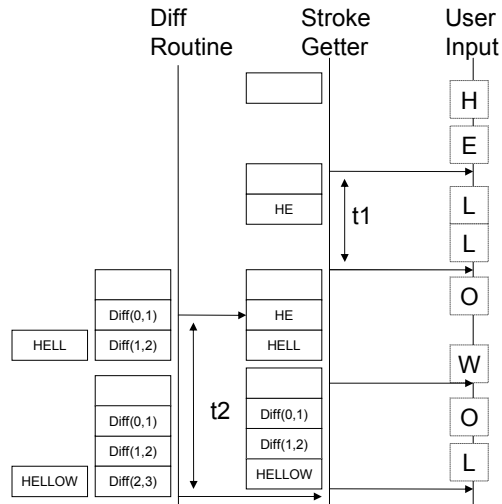 Diff
Routine
Stroke
Getter
User
Input
H
E
HE
t1
L
L
Diff(0,1)
HE
O
HELL
Diff(1,2)
HELL
W
t2
Diff(0,1)
Diff(0,1)
O
Diff(1,2)
Diff(1,2)
L
HELLOW
Diff(2,3)
HELLOW